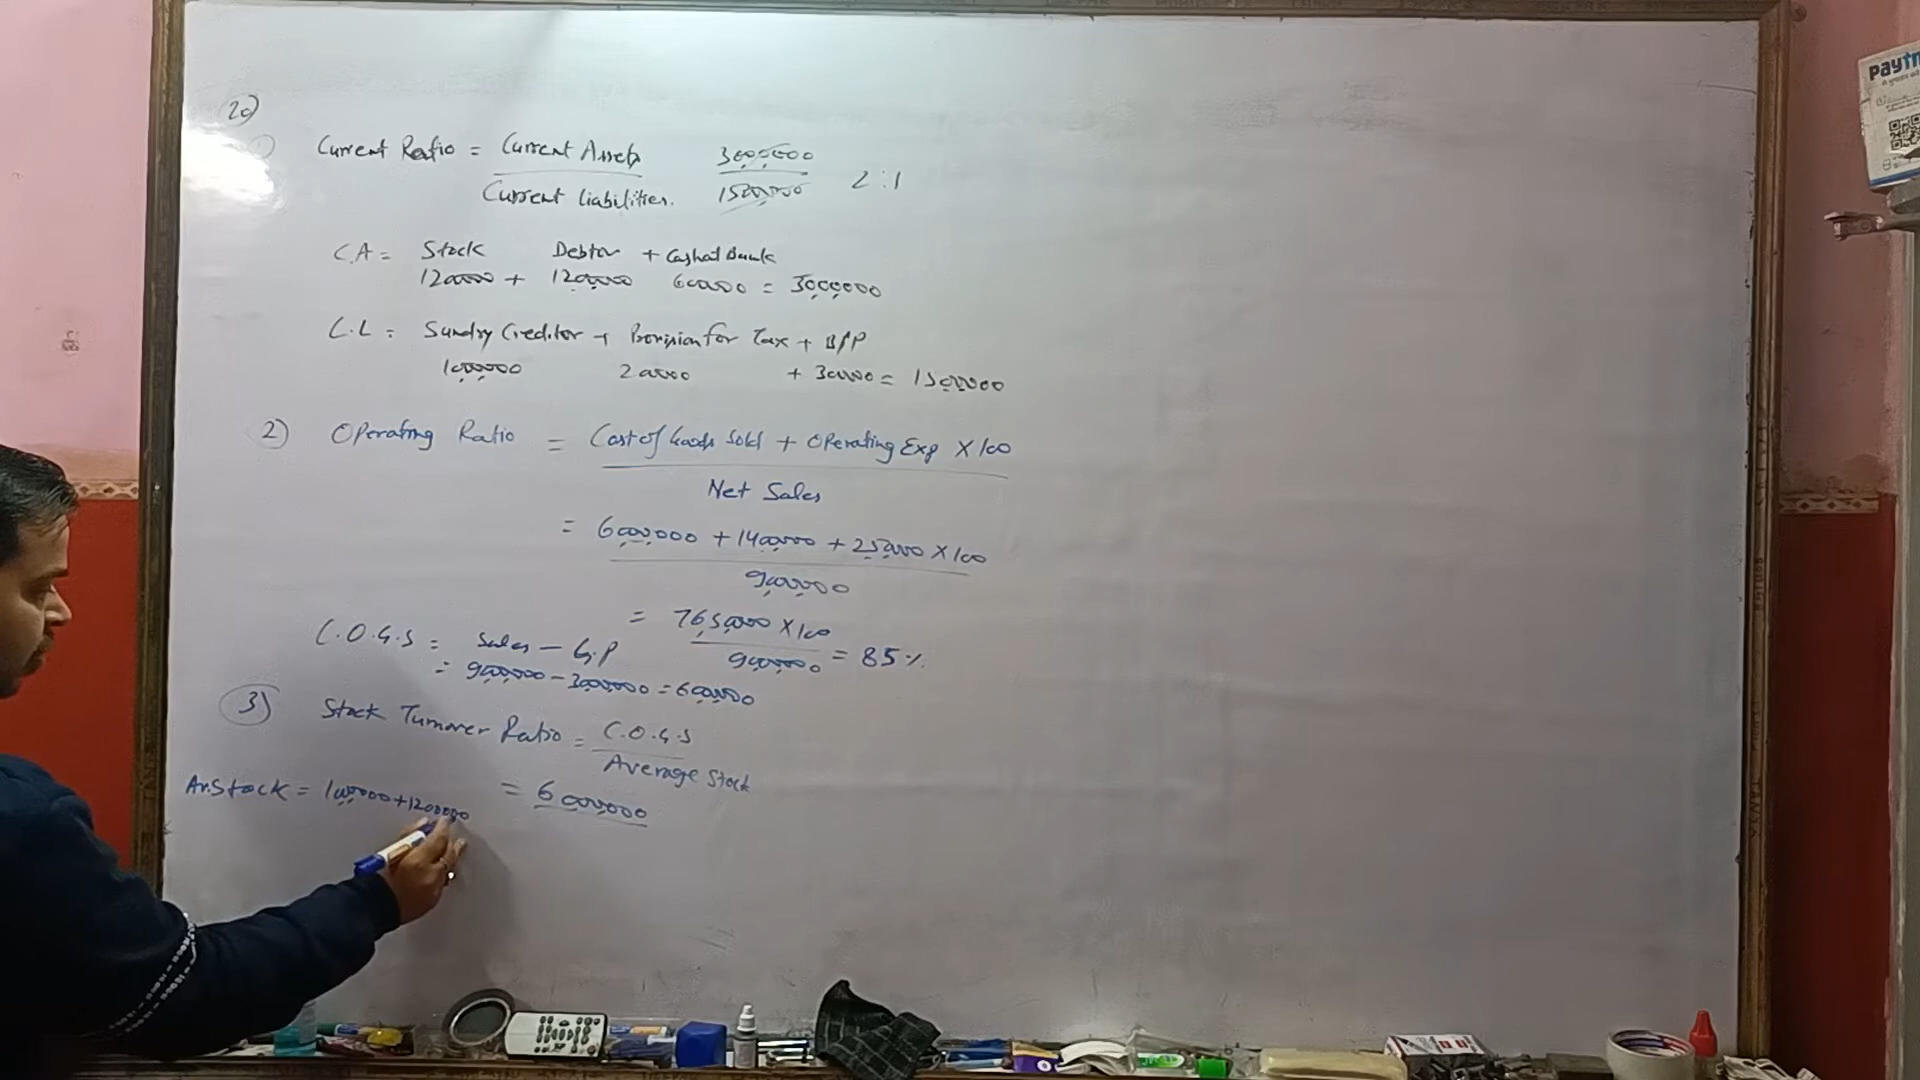 20)
1) Current Ratio = Current Assets 3000000
Current Liabilities. 1500000 2:1
C.A = Stock Debtor + Cash at Bank
1200000 + 1200000 600000 = 3000000
C.L = Sundry Creditor + Provision for Tax + B/P
1000000 200000 + 300000 = 1500000
2) Operating Ratio = Cost of Goods Sold + Operating Exp X 100
Net Sales
= 6000000 + 1400000 + 250000 X 100
9000000
= 7650000 X 100
9000000 = 85%
C.O.G.S = Sales - G.P
= 9000000 - 3000000 = 6000000
3) Stock Turnover Ratio = C.O.G.S
Average Stock
Av.Stock = 1000000 + 1200000
= 6000000
paytm